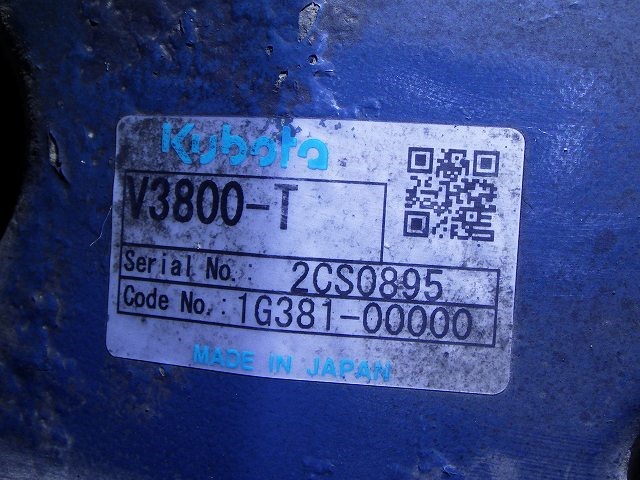 Kubota
V3800-T
Serial No.: 2CS0895
Code No.: 1G381-00000
MADE IN JAPAN